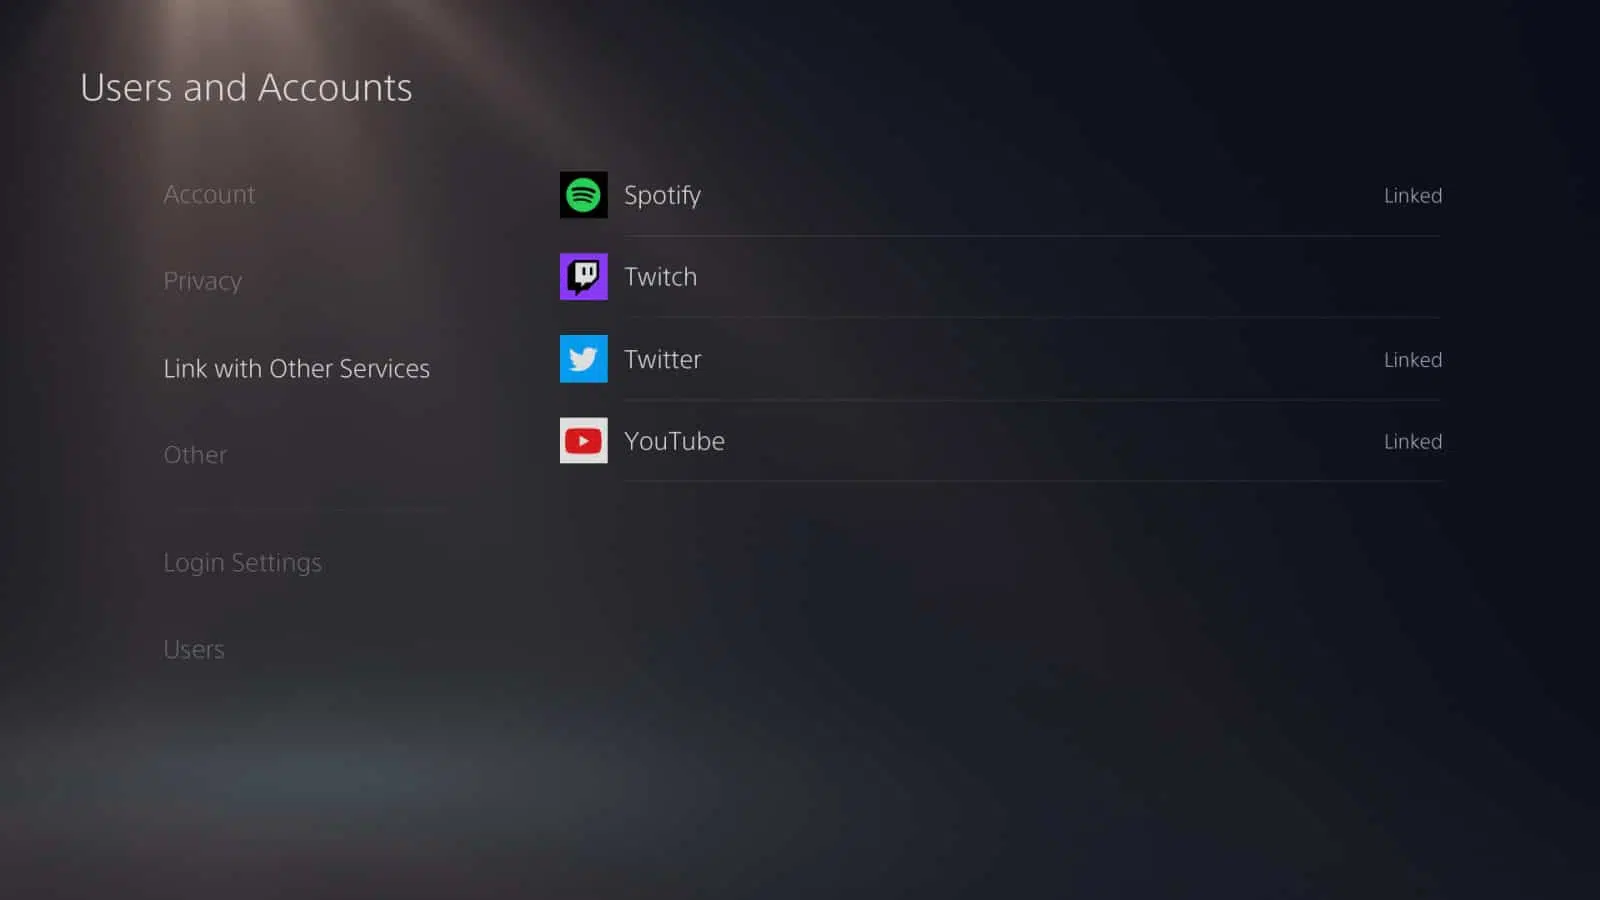 Users and Accounts
Account
Privacy
Link with Other Services
Other
Login Settings
Users
Spotify Linked
Twitch
Twitter Linked
YouTube Linked